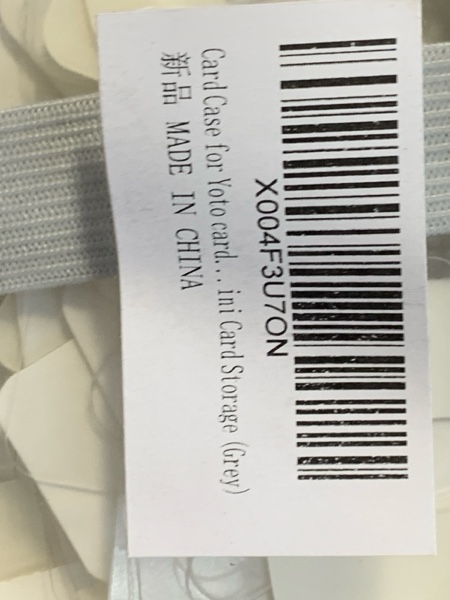 X004F3U7ON
Card Case for Yoto card...ini Card Storage (Grey)
新品 MADE IN CHINA